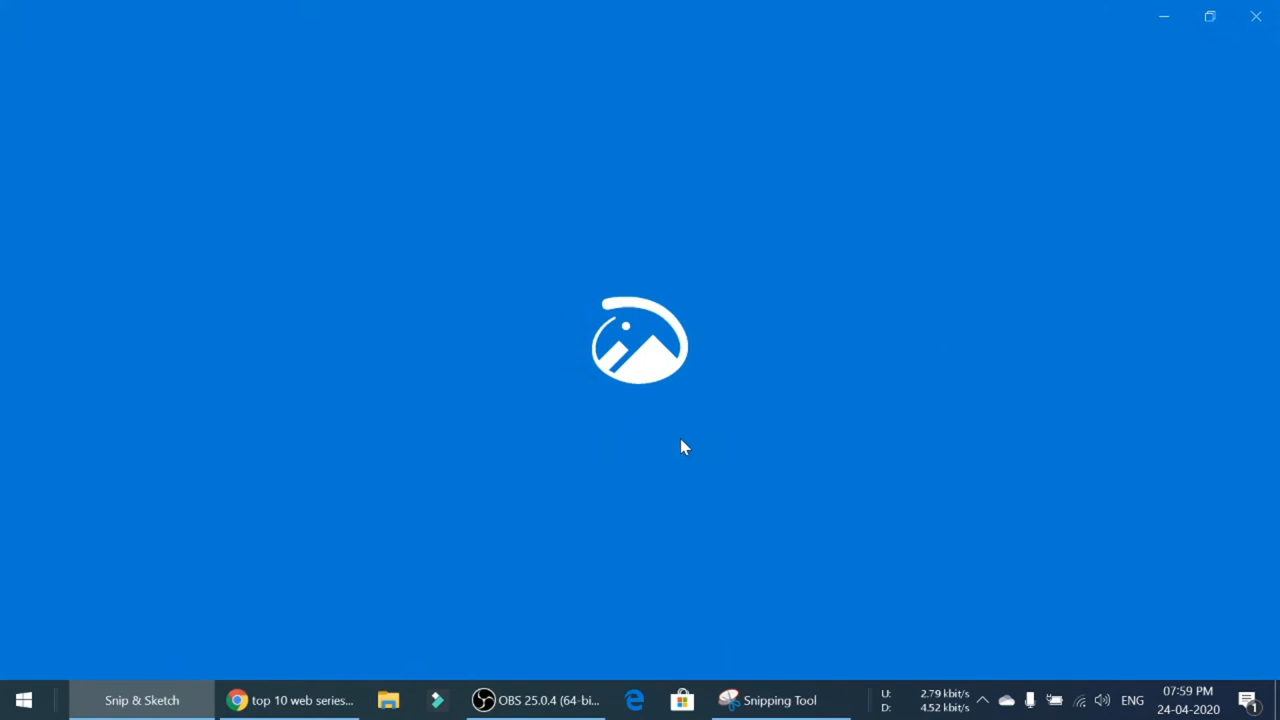 Snip & Sketch
top 10 web series...
OBS 25.0.4 (64-bi...
Snipping Tool
U: 2.79 kbit/s
D: 4.52 kbit/s
ENG
07:59 PM
24-04-2020
1